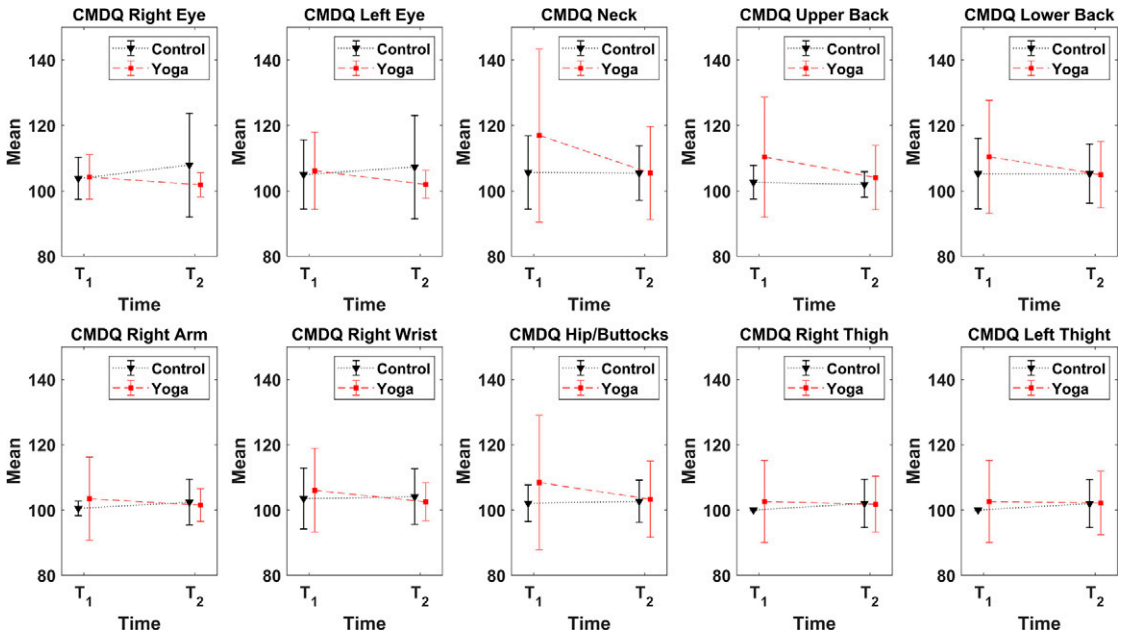 CMDQ Right Eye
Control
Yoga
Mean
140
120
100
80
T1
T2
Time
CMDQ Left Eye
Control
Yoga
Mean
140
120
100
80
T1
T2
Time
CMDQ Neck
Control
Yoga
Mean
140
120
100
80
T1
T2
Time
CMDQ Upper Back
Control
Yoga
Mean
140
120
100
80
T1
T2
Time
CMDQ Lower Back
Control
Yoga
Mean
140
120
100
80
T1
T2
Time
CMDQ Right Arm
Control
Yoga
Mean
140
120
100
80
T1
T2
Time
CMDQ Right Wrist
Control
Yoga
Mean
140
120
100
80
T1
T2
Time
CMDQ Hip/Buttocks
Control
Yoga
Mean
140
120
100
80
T1
T2
Time
CMDQ Right Thigh
Control
Yoga
Mean
140
120
100
80
T1
T2
Time
CMDQ Left Thight
Control
Yoga
Mean
140
120
100
80
T1
T2
Time